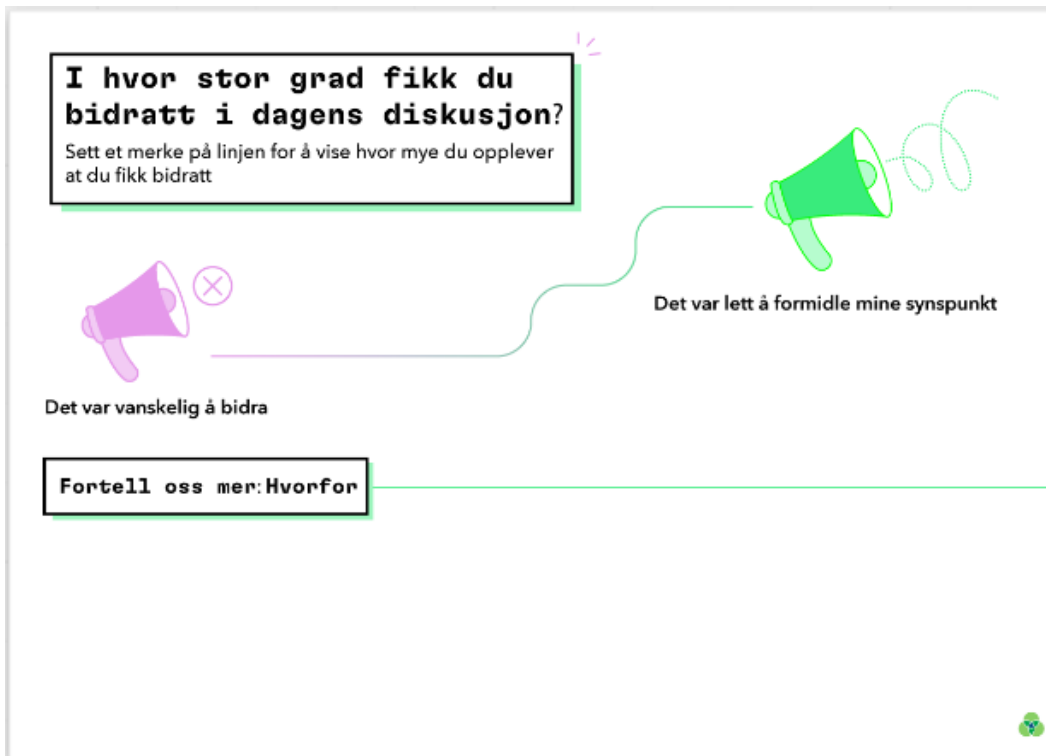 I hvor stor grad fikk du
bidratt i dagens diskusjon?
Sett et merke på linjen for å vise hvor mye du opplever
at du fikk bidratt
Det var lett å formidle mine synspunkt
Det var vanskelig å bidra
Fortell oss mer: Hvorfor